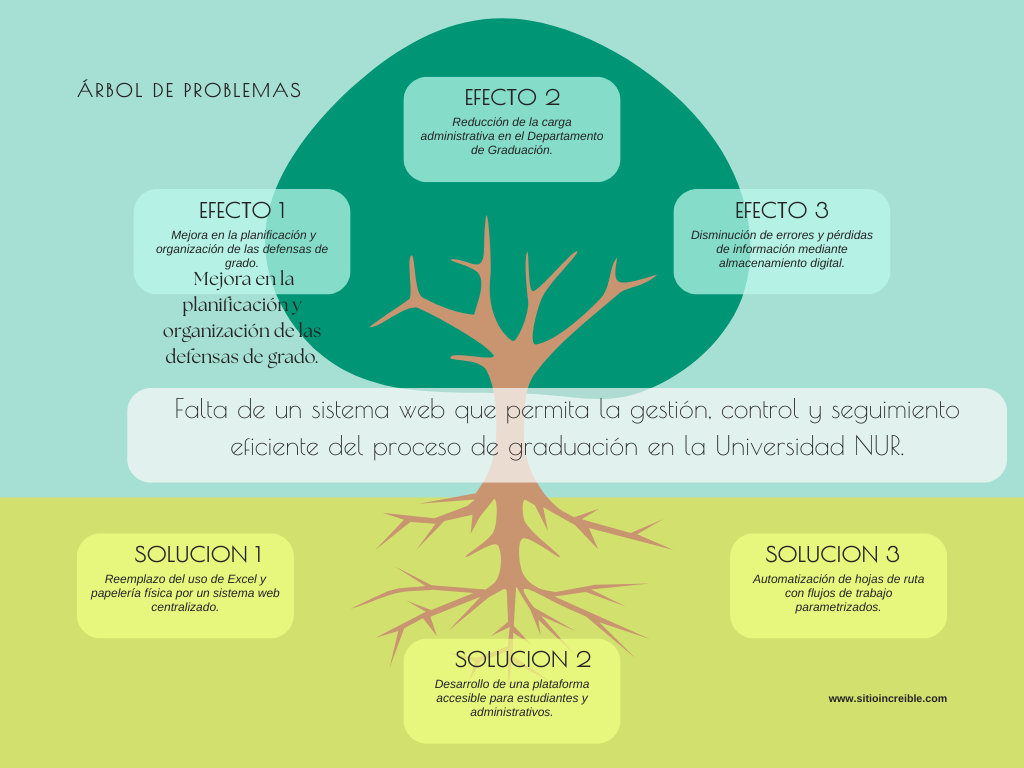 ÁRBOL DE PROBLEMAS
EFECTO 2
Reducción de la carga
administrativa en el Departamento
de Graduación.
EFECTO 1
Mejora en la planificación y
organización de las defensas de
grado.
Mejora en la
planificación y
organización de las
defensas de grado.
EFECTO 3
Disminución de errores y pérdidas
de información mediante
almacenamiento digital.
Falta de un sistema web que permita la gestión, control y seguimiento
eficiente del proceso de graduación en la Universidad NUR.
SOLUCION 1
Reemplazo del uso de Excel y
papelería física por un sistema web
centralizado.
SOLUCION 2
Desarrollo de una plataforma
accesible para estudiantes y
administrativos.
SOLUCION 3
Automatización de hojas de ruta
con flujos de trabajo
parametrizados.
www.sitioincreible.com